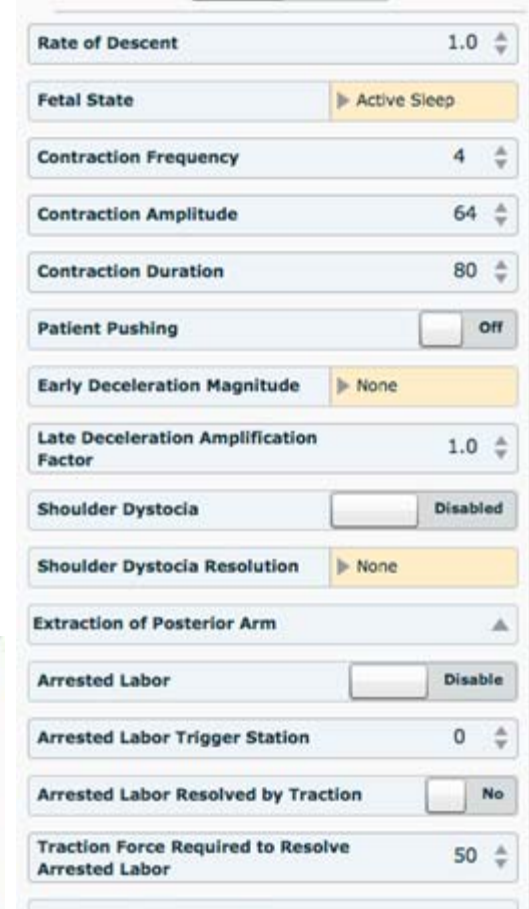 Rate of Descent 1.0
Fetal State Active Sleep
Contraction Frequency 4
Contraction Amplitude 64
Contraction Duration 80
Patient Pushing Off
Early Deceleration Magnitude None
Late Deceleration Amplification
Factor 1.0
Shoulder Dystocia Disabled
Shoulder Dystocia Resolution None
Extraction of Posterior Arm
Arrested Labor Disable
Arrested Labor Trigger Station 0
Arrested Labor Resolved by Traction No
Traction Force Required to Resolve
Arrested Labor 50